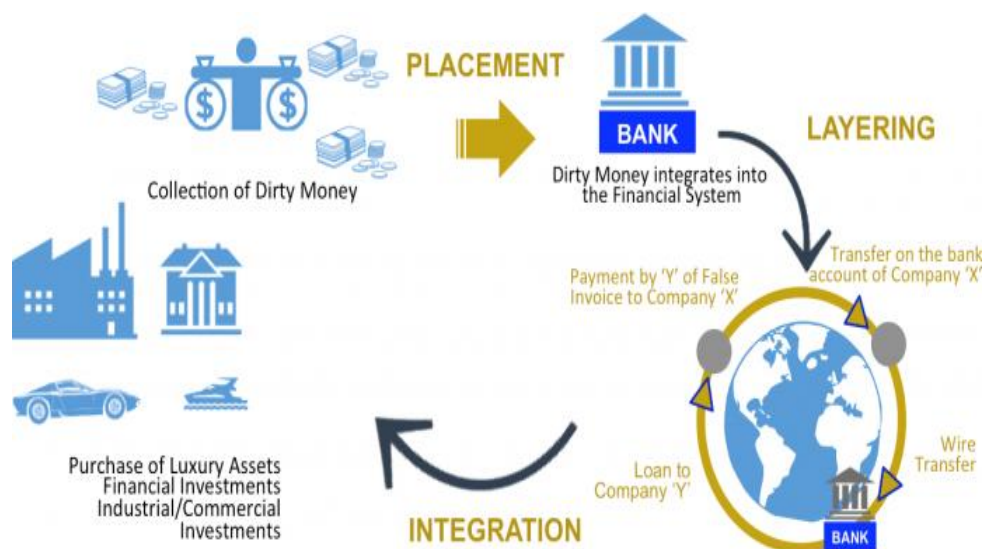 PLACEMENT
$
$
BANK
LAYERING
Collection of Dirty Money
Dirty Money integrates into
the Financial System
Transfer on the bank
account of Company 'X'
Payment by 'Y' of False
Invoice to Company 'X'
Wire
Transfer
Loan to
Company 'Y'
BANK
Purchase of Luxury Assets
Financial Investments
Industrial/Commercial
Investments
INTEGRATION